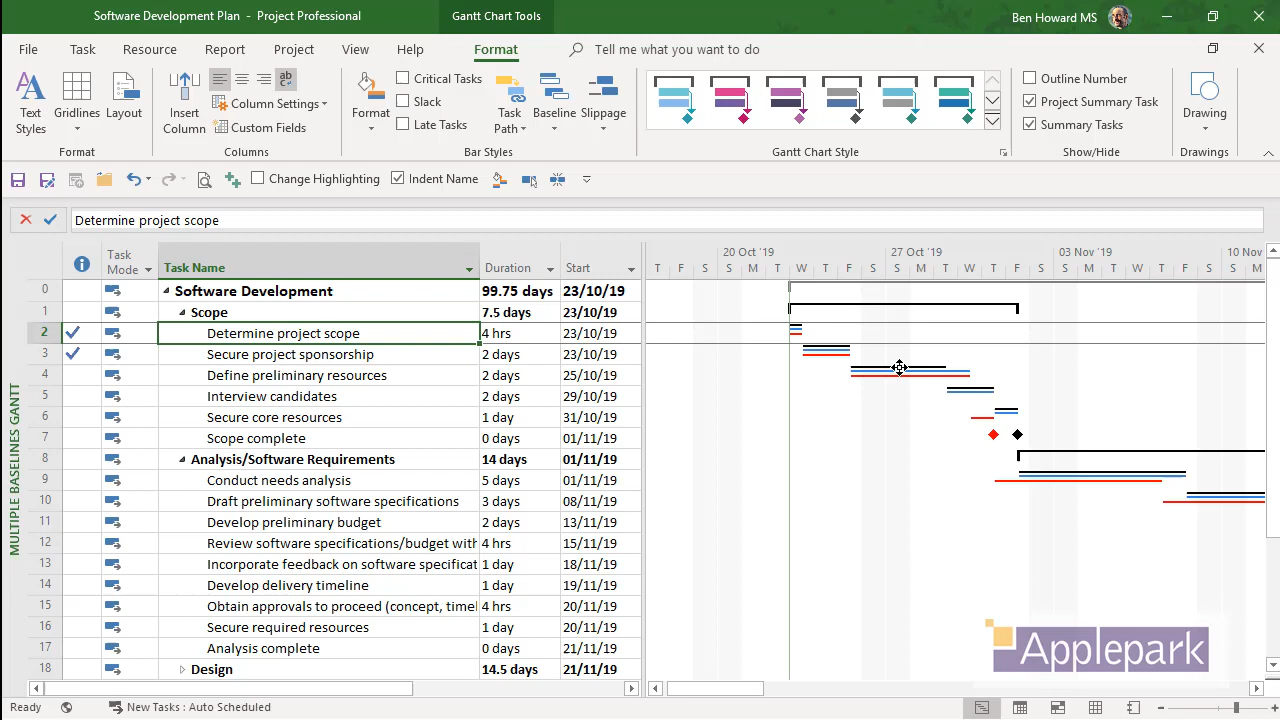 Software Development Plan - Project Professional
Gantt Chart Tools
Ben Howard MS
File Task Resource Report Project View Help Format Tell me what you want to do
Text Styles
Gridlines
Layout
Format
Insert Column
Column Settings
Custom Fields
Columns
Format
Critical Tasks
Slack
Late Tasks
Task Path
Baseline
Slippage
Bar Styles
Gantt Chart Style
Outline Number
Project Summary Task
Summary Tasks
Show/Hide
Drawing
Drawings
Change Highlighting Indent Name
Determine project scope
Task Mode Task Name Duration Start
20 Oct '19 27 Oct '19 03 Nov '19 10 Nov
T F S S M T W T F S S M T W T F S S M T W T F S S M
0 Software Development 99.75 days 23/10/19
1 Scope 7.5 days 23/10/19
2 Determine project scope 4 hrs 23/10/19
3 Secure project sponsorship 2 days 23/10/19
4 Define preliminary resources 2 days 25/10/19
5 Interview candidates 2 days 29/10/19
6 Secure core resources 1 day 31/10/19
7 Scope complete 0 days 01/11/19
8 Analysis/Software Requirements 14 days 01/11/19
9 Conduct needs analysis 5 days 01/11/19
10 Draft preliminary software specifications 3 days 08/11/19
11 Develop preliminary budget 2 days 13/11/19
12 Review software specifications/budget with 4 hrs 15/11/19
13 Incorporate feedback on software specificat 1 day 18/11/19
14 Develop delivery timeline 1 day 19/11/19
15 Obtain approvals to proceed (concept, timel 4 hrs 20/11/19
16 Secure required resources 1 day 20/11/19
17 Analysis complete 0 days 21/11/19
18 Design 14.5 days 21/11/19
MULTIPLE BASELINES GANTT
Applepark
Ready New Tasks : Auto Scheduled